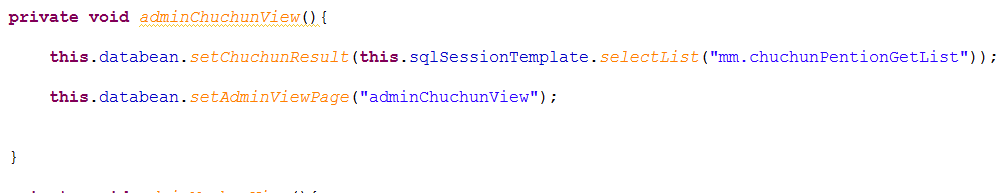 private void adminChuchunView(){
this.databean.setChuchunResult(this.sqlSessionTemplate.selectList("mm.chuchunPentionGetList"));
this.databean.setAdminViewPage("adminChuchunView");
}